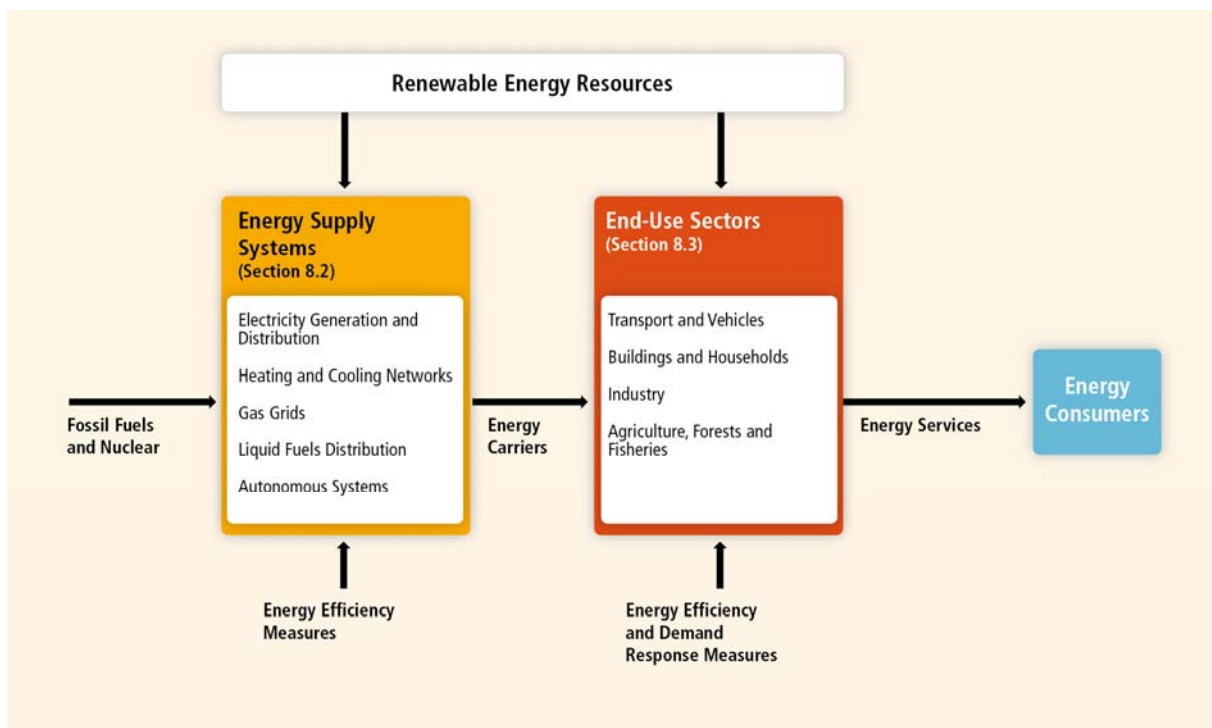 Renewable Energy Resources
Energy Supply
Systems
(Section 8.2)
Electricity Generation and
Distribution
Heating and Cooling Networks
Gas Grids
Liquid Fuels Distribution
Autonomous Systems
End-Use Sectors
(Section 8.3)
Transport and Vehicles
Buildings and Households
Industry
Agriculture, Forests and
Fisheries
Fossil Fuels
and Nuclear
Energy
Carriers
Energy Services
Energy
Consumers
Energy Efficiency
Measures
Energy Efficiency
and Demand
Response Measures